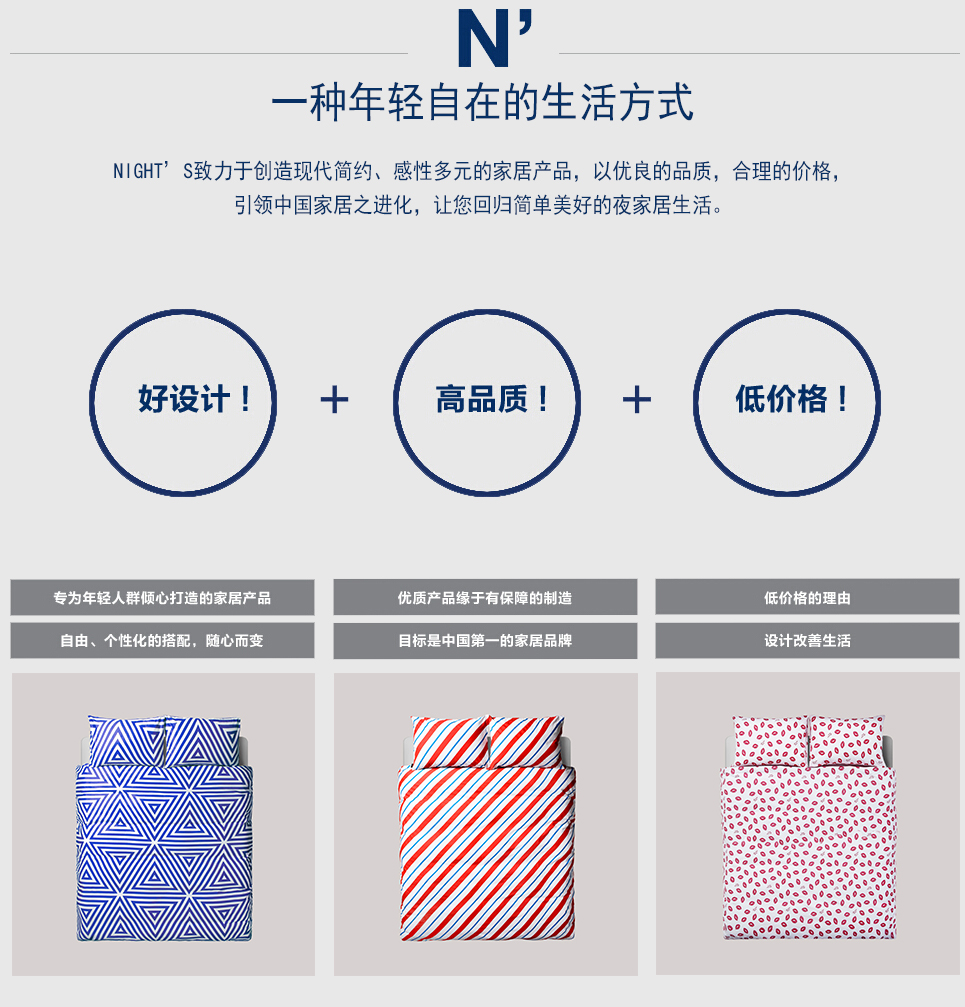 N’
一种年轻自在的生活方式
NIGHT’S致力于创造现代简约、感性多元的家居产品，以优良的品质，合理的价格，
引领中国家居之进化，让您回归简单美好的夜家居生活。
好设计！ + 高品质！ + 低价格！
专为年轻人群倾心打造的家居产品
自由、个性化的搭配，随心而变
优质产品缘于有保障的制造
目标是中国第一的家居品牌
低价格的理由
设计改善生活